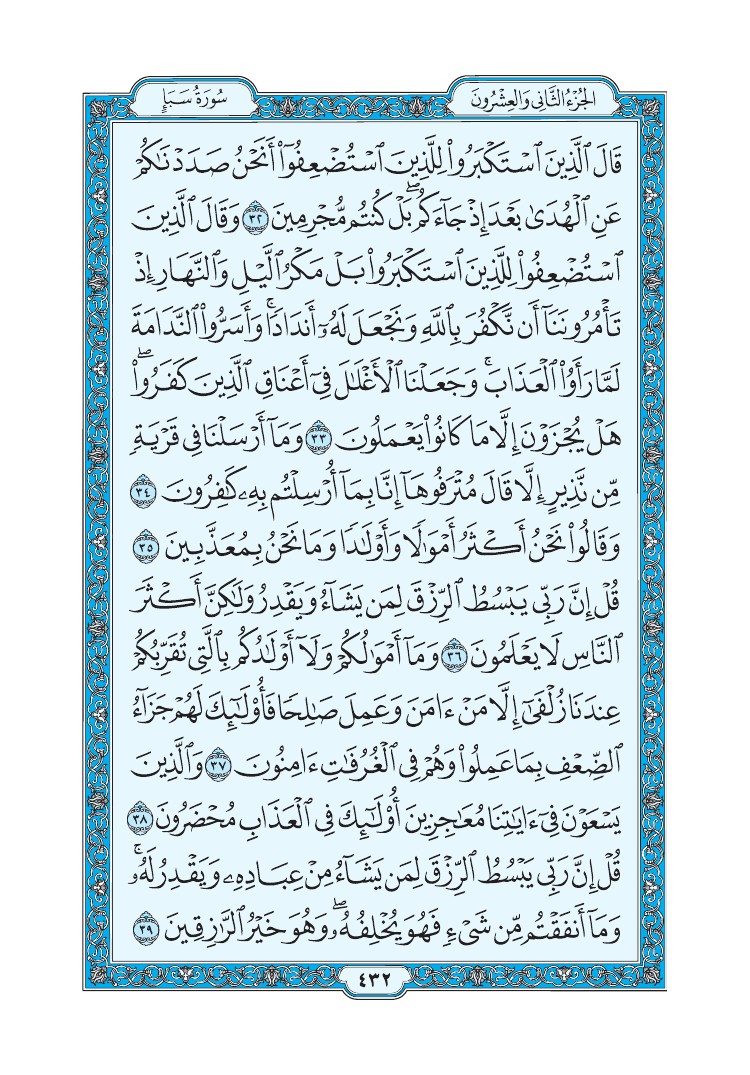 الجُزْءُ الثَّانِي وَالعِشْرُونَ
سُورَةُ سَبَإٍ
قَالَ ٱلَّذِينَ ٱسْتَكْبَرُوا۟ لِلَّذِينَ ٱسْتُضْعِفُوٓا۟ أَنَحْنُ صَدَدْنَـٰكُمْ
عَنِ ٱلْهُدَىٰ بَعْدَ إِذْ جَآءَكُم ۖ بَلْ كُنتُم مُّجْرِمِينَ ٣٢ وَقَالَ ٱلَّذِينَ
ٱسْتُضْعِفُوا۟ لِلَّذِينَ ٱسْتَكْبَرُوا۟ بَلْ مَكْرُ ٱلَّيْلِ وَٱلنَّهَارِ إِذْ
تَأْمُرُونَنَآ أَن نَّكْفُرَ بِٱللَّهِ وَنَجْعَلَ لَهُۥٓ أَندَادًا ۚ وَأَسَرُّوا۟ ٱلنَّدَامَةَ
لَمَّا رَأَوُا۟ ٱلْعَذَابَ ۚ وَجَعَلْنَا ٱلْأَغْلَـٰلَ فِىٓ أَعْنَاقِ ٱلَّذِينَ كَفَرُوا۟ ۖ
هَلْ يُجْزَوْنَ إِلَّا مَا كَانُوا۟ يَعْمَلُونَ ٣٣ وَمَآ أَرْسَلْنَا فِى قَرْيَةٍ
مِّن نَّذِيرٍ إِلَّا قَالَ مُتْرَفُوهَآ إِنَّا بِمَآ أُرْسِلْتُم بِهِۦ كَـٰفِرُونَ ٣٤
وَقَالُوا۟ نَحْنُ أَكْثَرُ أَمْوَٰلًا وَأَوْلَـٰدًا وَمَا نَحْنُ بِمُعَذَّبِينَ ٣٥
قُلْ إِنَّ رَبِّى يَبْسُطُ ٱلرِّزْقَ لِمَن يَشَآءُ وَيَقْدِرُ وَلَـٰكِنَّ أَكْثَرَ
ٱلنَّاسِ لَا يَعْلَمُونَ ٣٦ وَمَآ أَمْوَٰلُكُمْ وَلَآ أَوْلَـٰدُكُم بِٱلَّتِى تُقَرِّبُكُمْ
عِندَنَا زُلْفَىٰٓ إِلَّا مَنْ ءَامَنَ وَعَمِلَ صَـٰلِحًا فَأُو۟لَـٰٓئِكَ لَهُمْ جَزَآءُ
ٱلضِّعْفِ بِمَا عَمِلُوا۟ وَهُمْ فِى ٱلْغُرُفَـٰتِ ءَامِنُونَ ٣٧ وَٱلَّذِينَ
يَسْعَوْنَ فِىٓ ءَايَـٰتِنَا مُعَـٰجِزِينَ أُو۟لَـٰٓئِكَ فِى ٱلْعَذَابِ مُحْضَرُونَ ٣٨
قُلْ إِنَّ رَبِّى يَبْسُطُ ٱلرِّزْقَ لِمَن يَشَآءُ مِنْ عِبَادِهِۦ وَيَقْدِرُ لَهُۥ ۚ
وَمَآ أَنفَقْتُم مِّن شَىْءٍ فَهُوَ يُخْلِفُهُۥ ۖ وَهُوَ خَيْرُ ٱلرَّٰزِقِينَ ٣٩
٤٣٢